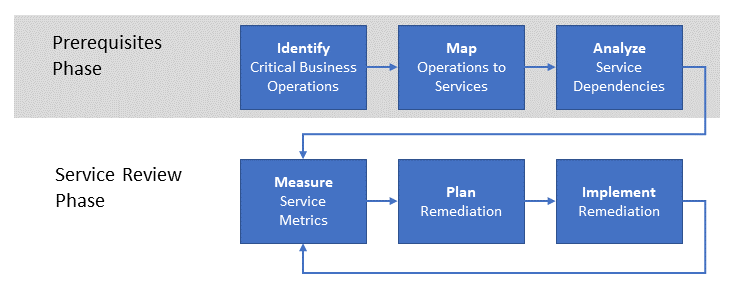 Prerequisites
Phase
Identify
Critical Business
Operations
Map
Operations to
Services
Analyze
Service
Dependencies
Service Review
Phase
Measure
Service
Metrics
Plan
Remediation
Implement
Remediation